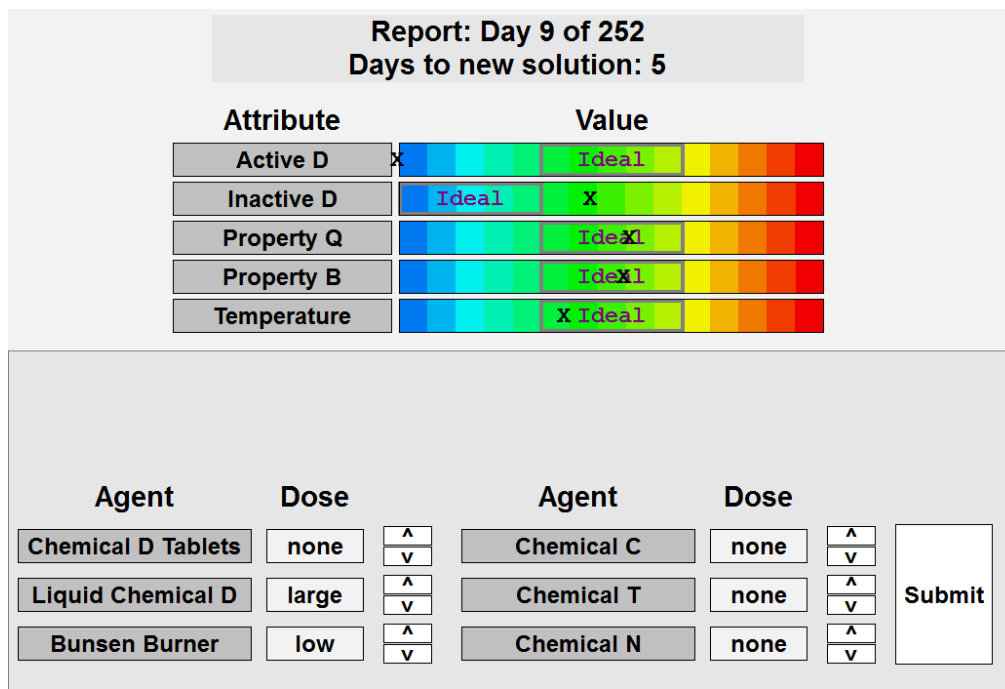 Report: Day 9 of 252
Days to new solution: 5
Attribute Value
Active D X Ideal
Inactive D Ideal X
Property Q Ideal X
Property B Ideal X
Temperature X Ideal
Agent Dose Agent Dose
Chemical D Tablets none ^ v Chemical C none ^ v
Liquid Chemical D large ^ v Chemical T none ^ v Submit
Bunsen Burner low ^ v Chemical N none ^ v